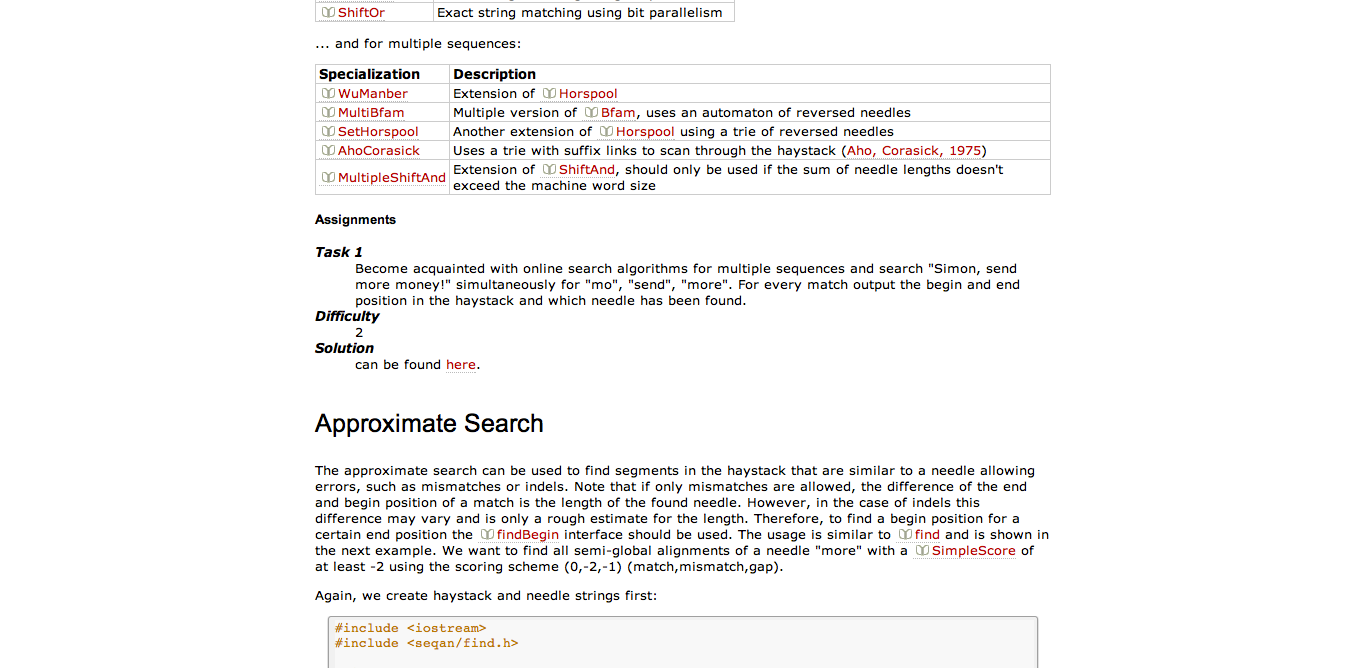 ShiftOr Exact string matching using bit parallelism
... and for multiple sequences:
Specialization Description
WuManber Extension of Horspool
MultiBfam Multiple version of Bfam, uses an automaton of reversed needles
SetHorspool Another extension of Horspool using a trie of reversed needles
AhoCorasick Uses a trie with suffix links to scan through the haystack (Aho, Corasick, 1975)
MultipleShiftAnd Extension of ShiftAnd, should only be used if the sum of needle lengths doesn't
exceed the machine word size
Assignments
Task 1
Become acquainted with online search algorithms for multiple sequences and search "Simon, send
more money!" simultaneously for "mo", "send", "more". For every match output the begin and end
position in the haystack and which needle has been found.
Difficulty
2
Solution
can be found here.
Approximate Search
The approximate search can be used to find segments in the haystack that are similar to a needle allowing
errors, such as mismatches or indels. Note that if only mismatches are allowed, the difference of the end
and begin position of a match is the length of the found needle. However, in the case of indels this
difference may vary and is only a rough estimate for the length. Therefore, to find a begin position for a
certain end position the findBegin interface should be used. The usage is similar to find and is shown in
the next example. We want to find all semi-global alignments of a needle "more" with a SimpleScore of
at least -2 using the scoring scheme (0,-2,-1) (match,mismatch,gap).
Again, we create haystack and needle strings first:
#include <iostream>
#include <seqan/find.h>